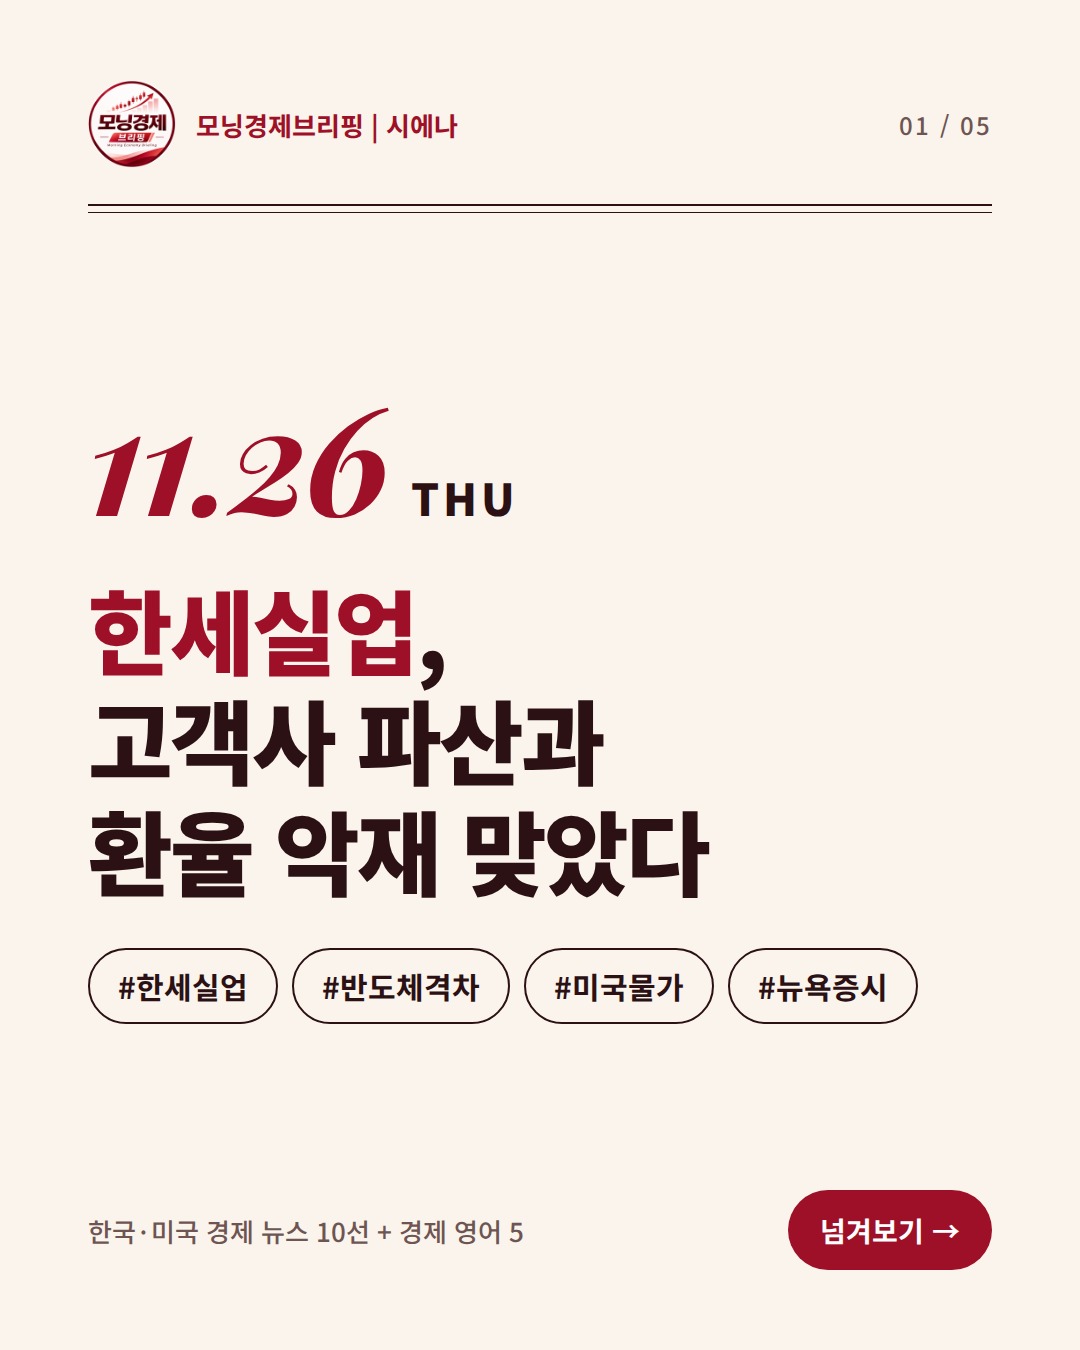 모닝경제
브리핑
Morning Economy Briefing
모닝경제브리핑 | 시에나
01 / 05
11.26 THU
한세실업,
고객사 파산과
환율 악재 맞았다
#한세실업 #반도체격차 #미국물가 #뉴욕증시
한국·미국 경제 뉴스 10선 + 경제 영어 5
넘겨보기 →